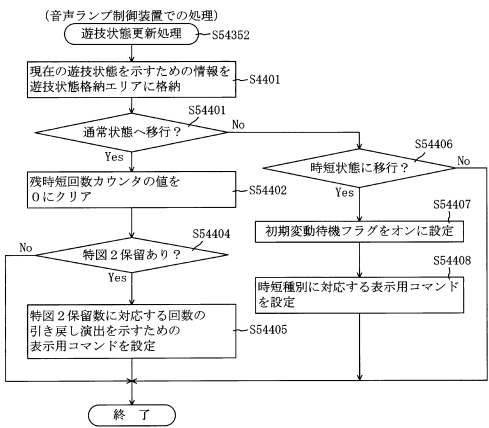 （音声ランプ制御装置での処理）
遊技状態更新処理
S54352
現在の遊技状態を示すための情報を
遊技状態格納エリアに格納
S4401
通常状態へ移行？
S54401
No
Yes
時短状態に移行？
S54406
No
Yes
残時短回数カウンタの値を
０にクリア
S54402
初期変動待機フラグをオンに設定
S54407
特図２保留あり？
S54404
No
Yes
時短種別に対応する表示用コマンド
を設定
S54408
特図２保留数に対応する回数の
引き戻し演出を示すための
表示用コマンドを設定
S54405
終　了